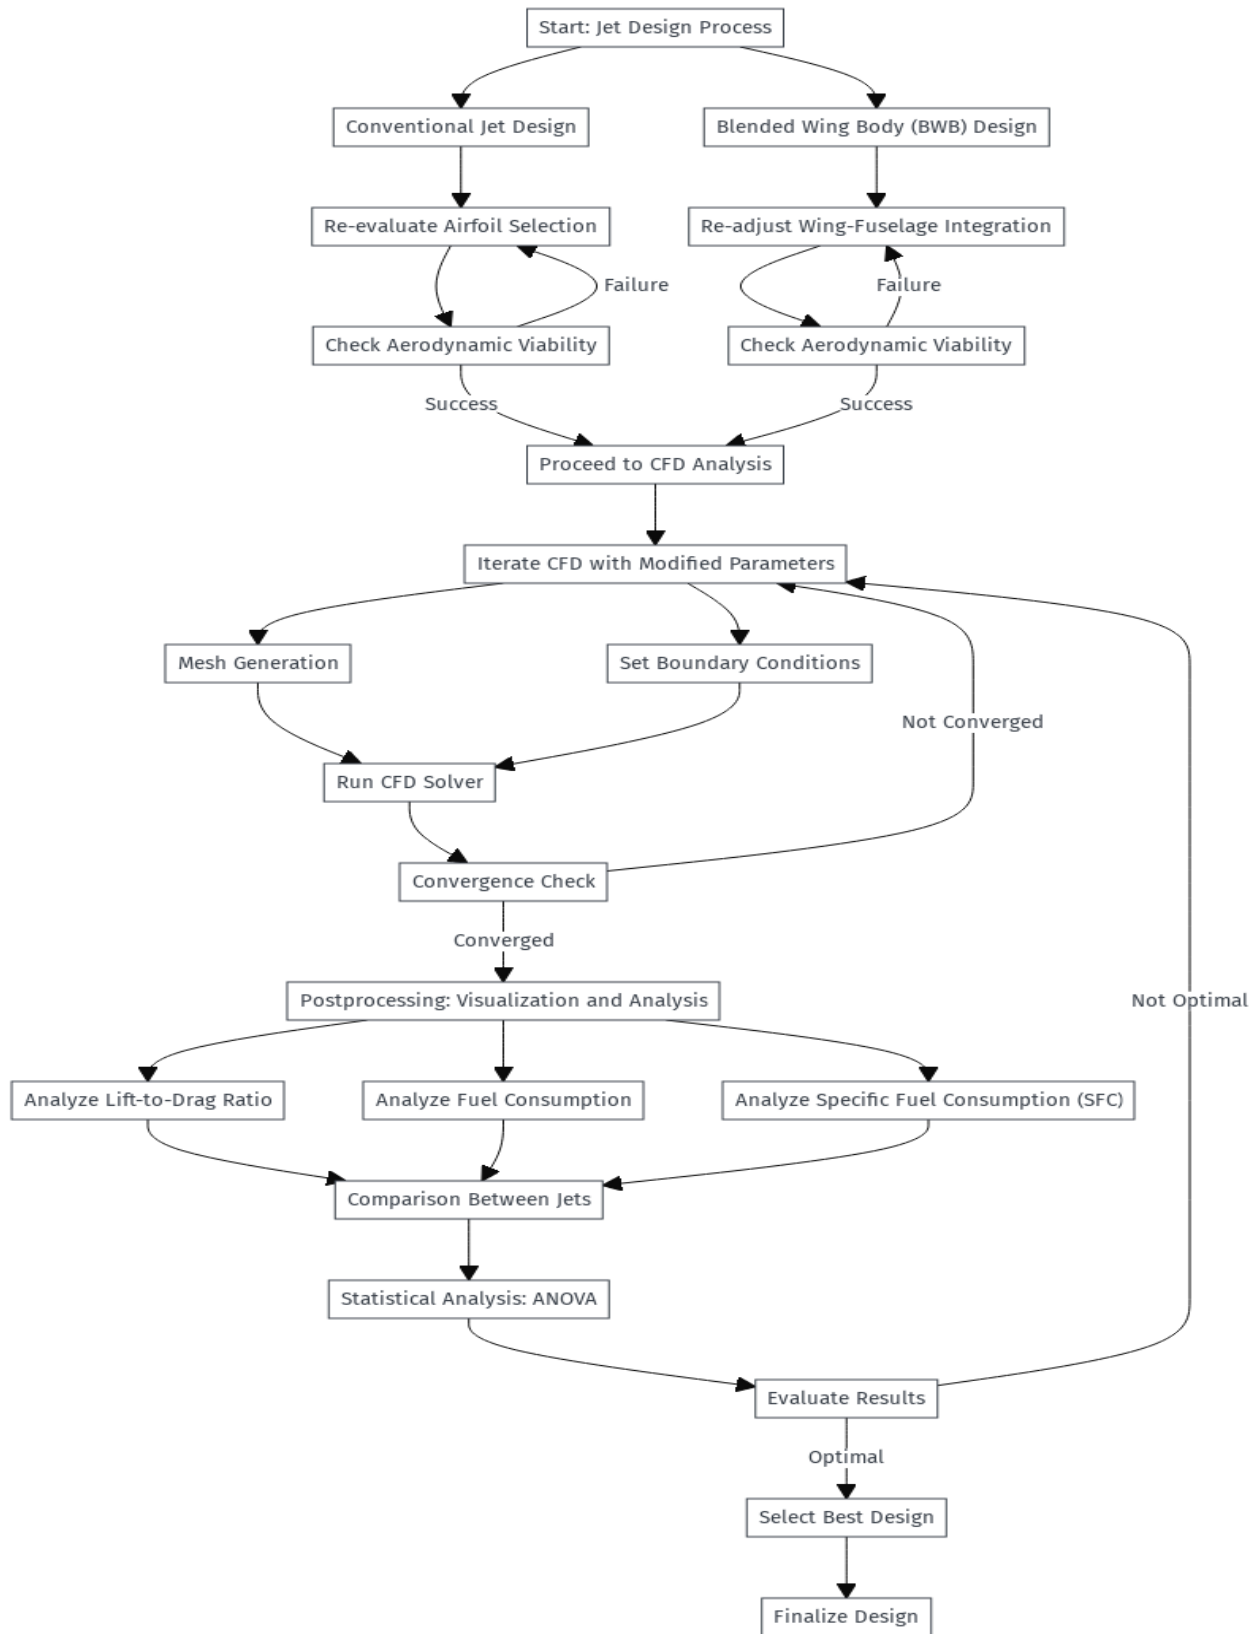 Start: Jet Design Process
Conventional Jet Design
Blended Wing Body (BWB) Design
Re-evaluate Airfoil Selection
Re-adjust Wing-Fuselage Integration
Failure
Failure
Check Aerodynamic Viability
Check Aerodynamic Viability
Success
Success
Proceed to CFD Analysis
Iterate CFD with Modified Parameters
Mesh Generation
Set Boundary Conditions
Not Converged
Run CFD Solver
Convergence Check
Converged
Postprocessing: Visualization and Analysis
Not Optimal
Analyze Lift-to-Drag Ratio
Analyze Fuel Consumption
Analyze Specific Fuel Consumption (SFC)
Comparison Between Jets
Statistical Analysis: ANOVA
Evaluate Results
Optimal
Select Best Design
Finalize Design